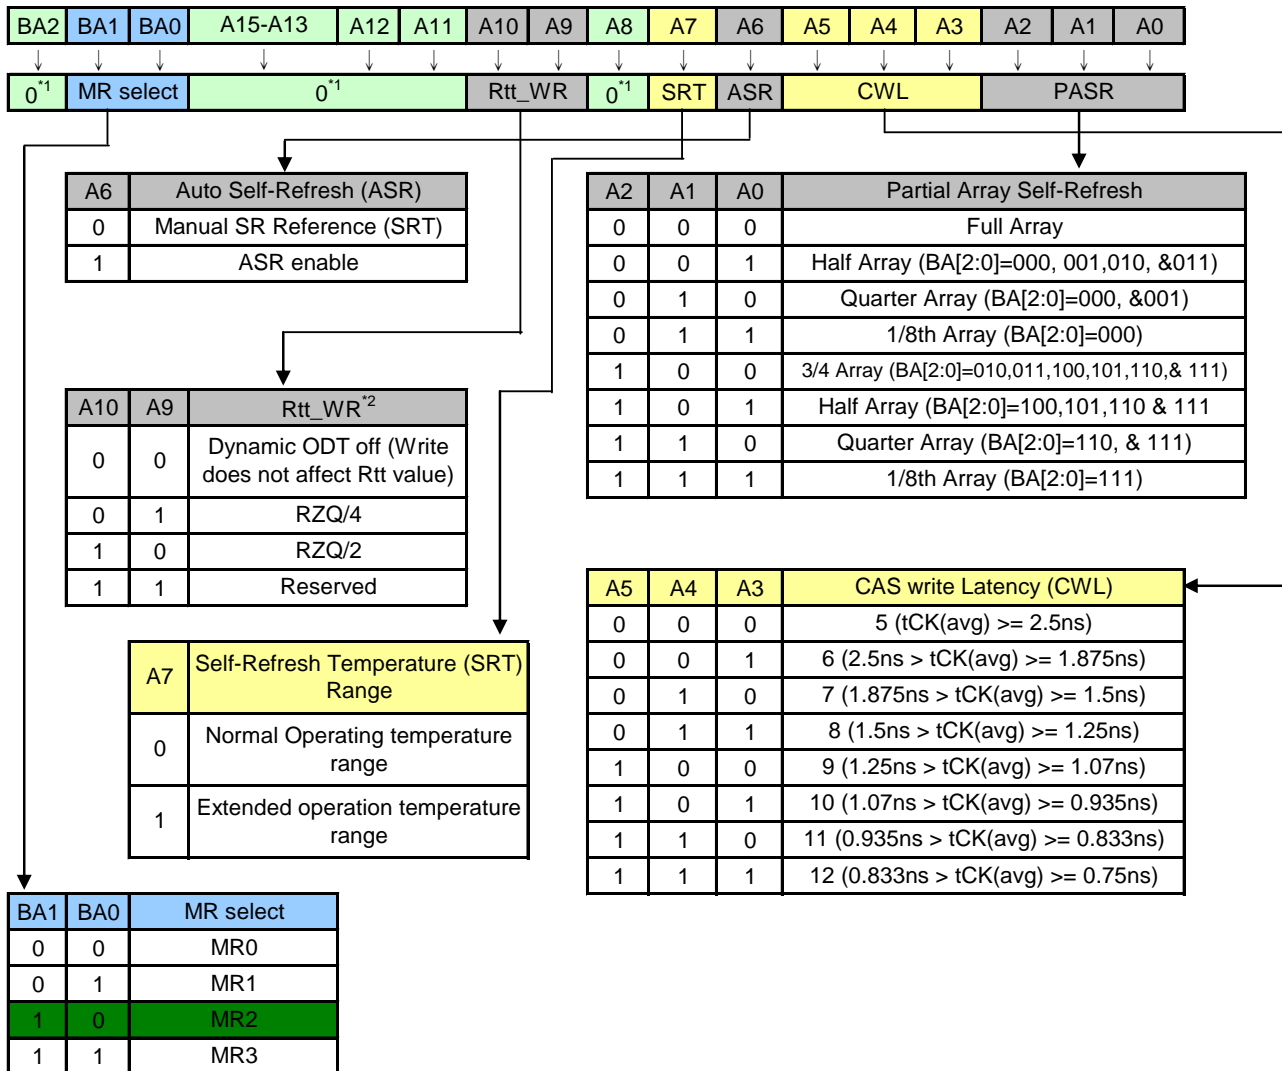 BA2 BA1 BA0 A15-A13 A12 A11 A10 A9 A8 A7 A6 A5 A4 A3 A2 A1 A0
0*1 MR select 0*1 Rtt_WR 0*1 SRT ASR CWL PASR
A6 Auto Self-Refresh (ASR)
0 Manual SR Reference (SRT)
1 ASR enable
A2 A1 A0 Partial Array Self-Refresh
0 0 0 Full Array
0 0 1 Half Array (BA[2:0]=000, 001,010, &011)
0 1 0 Quarter Array (BA[2:0]=000, &001)
0 1 1 1/8th Array (BA[2:0]=000)
1 0 0 3/4 Array (BA[2:0]=010,011,100,101,110,& 111)
1 0 1 Half Array (BA[2:0]=100,101,110 & 111
1 1 0 Quarter Array (BA[2:0]=110, & 111)
1 1 1 1/8th Array (BA[2:0]=111)
A10 A9 Rtt_WR*2
0 0 Dynamic ODT off (Write
does not affect Rtt value)
0 1 RZQ/4
1 0 RZQ/2
1 1 Reserved
A5 A4 A3 CAS write Latency (CWL)
0 0 0 5 (tCK(avg) >= 2.5ns)
0 0 1 6 (2.5ns > tCK(avg) >= 1.875ns)
0 1 0 7 (1.875ns > tCK(avg) >= 1.5ns)
0 1 1 8 (1.5ns > tCK(avg) >= 1.25ns)
1 0 0 9 (1.25ns > tCK(avg) >= 1.07ns)
1 0 1 10 (1.07ns > tCK(avg) >= 0.935ns)
1 1 0 11 (0.935ns > tCK(avg) >= 0.833ns)
1 1 1 12 (0.833ns > tCK(avg) >= 0.75ns)
A7 Self-Refresh Temperature (SRT)
Range
0 Normal Operating temperature
range
1 Extended operation temperature
range
BA1 BA0 MR select
0 0 MR0
0 1 MR1
1 0 MR2
1 1 MR3